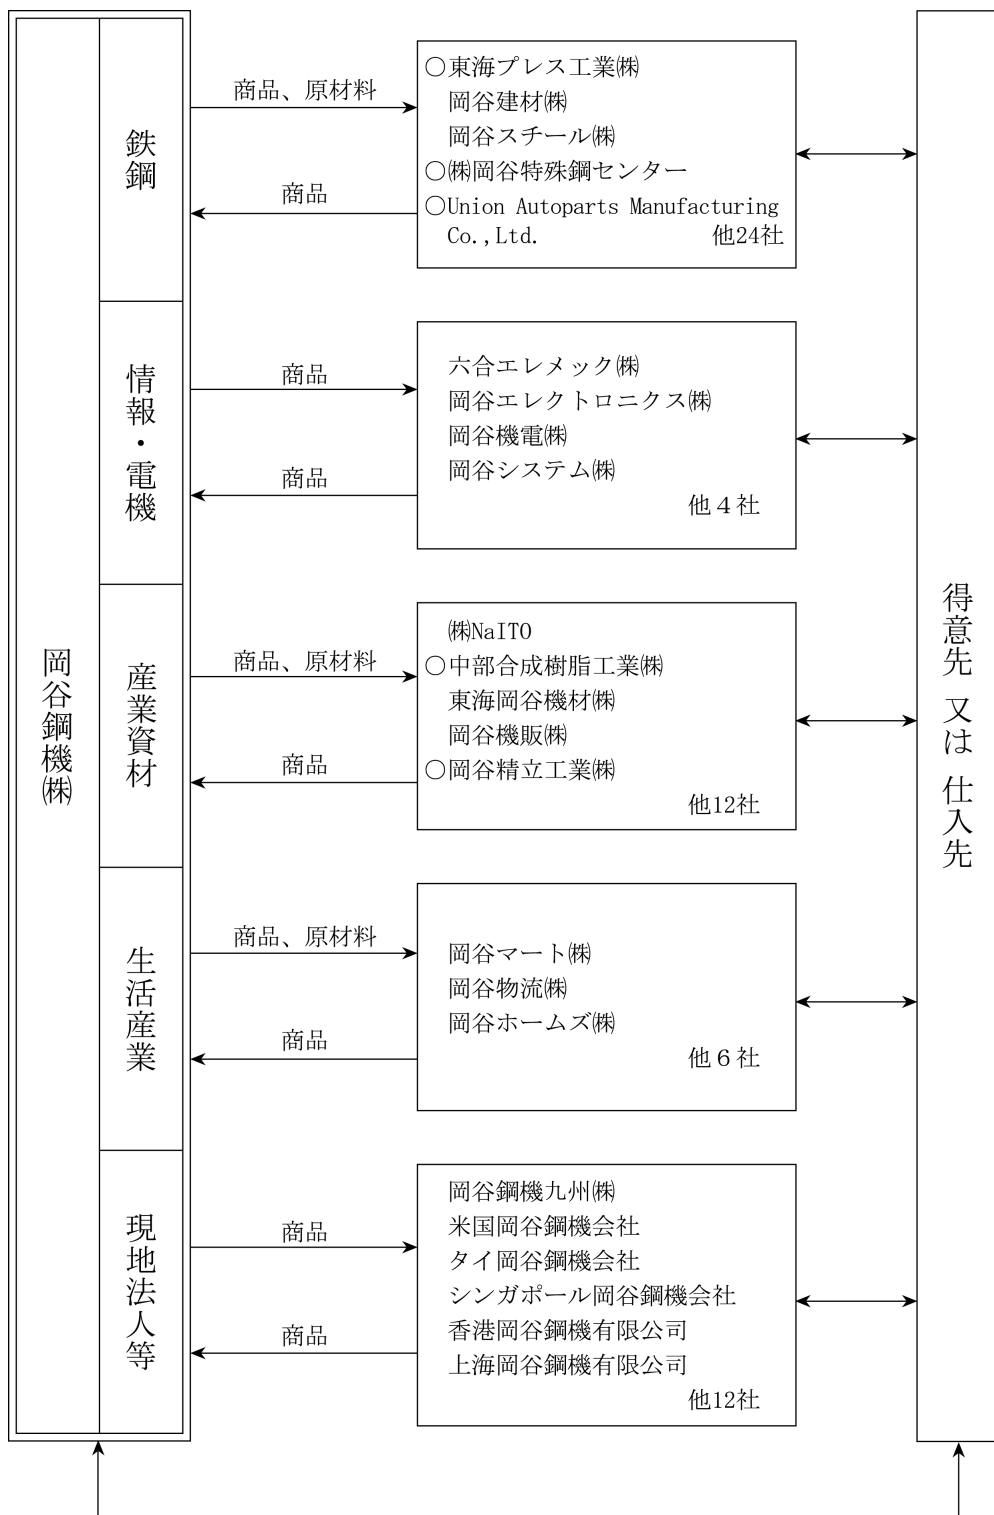 岡谷鋼機㈱
鉄鋼
商品、原材料
商品
○東海プレス工業㈱
岡谷建材㈱
岡谷スチール㈱
○㈱岡谷特殊鋼センター
○Union Autoparts Manufacturing
Co.,Ltd. 他24社
情報・電機
商品
商品
六合エレメック㈱
岡谷エレクトロニクス㈱
岡谷機電㈱
岡谷システム㈱
他４社
産業資材
商品、原材料
商品
㈱NaITO
○中部合成樹脂工業㈱
東海岡谷機材㈱
岡谷機販㈱
○岡谷精立工業㈱
他12社
生活産業
商品、原材料
商品
岡谷マート㈱
岡谷物流㈱
岡谷ホームズ㈱
他６社
現地法人等
商品
商品
岡谷鋼機九州㈱
米国岡谷鋼機会社
タイ岡谷鋼機会社
シンガポール岡谷鋼機会社
香港岡谷鋼機有限公司
上海岡谷鋼機有限公司
他12社
得意先 又は 仕入先